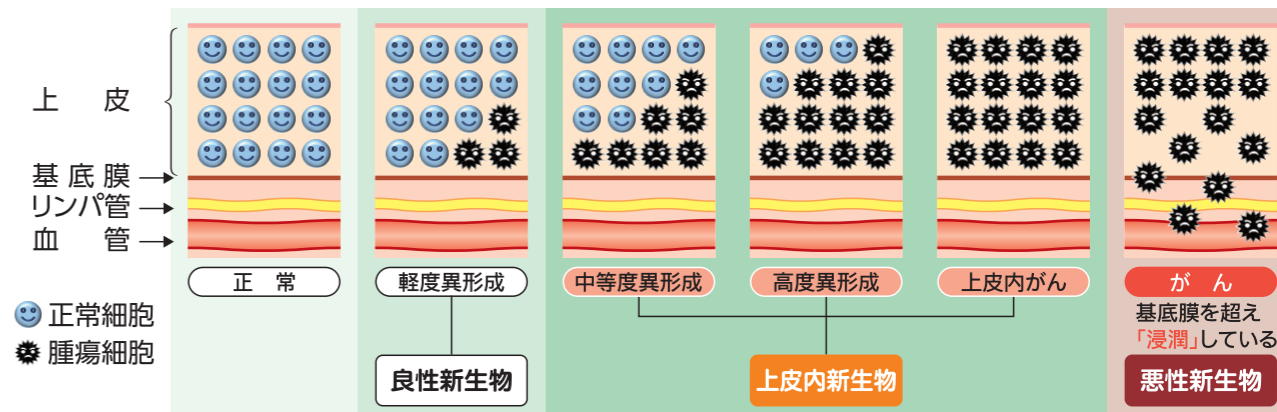 上 皮
基底膜
リンパ管
血 管
正常細胞
腫瘍細胞
正 常
軽度異形成
中等度異形成
高度異形成
上皮内がん
が ん
基底膜を超え
「浸潤」している
良性新生物
上皮内新生物
悪性新生物